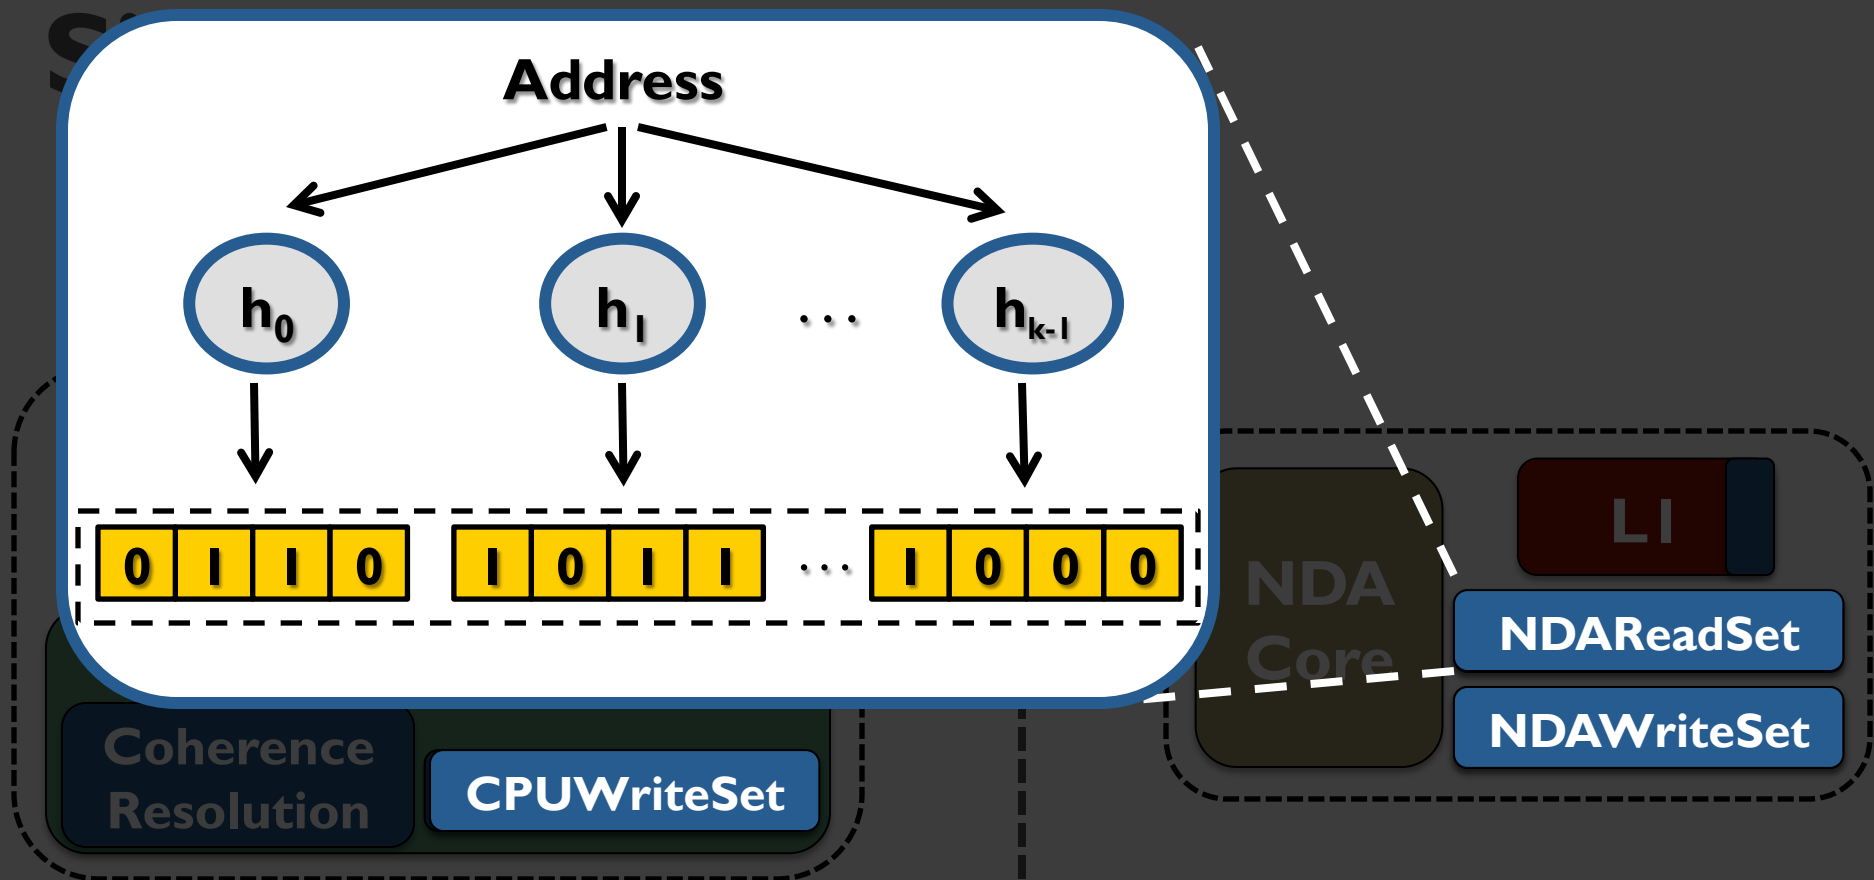 Address
h0
h1
...
hk-1
0 1 1 0
1 0 1 1
...
1 0 0 0
NDA
Core
L1
NDAReadSet
NDAWriteSet
Coherence
Resolution
CPUWriteSet